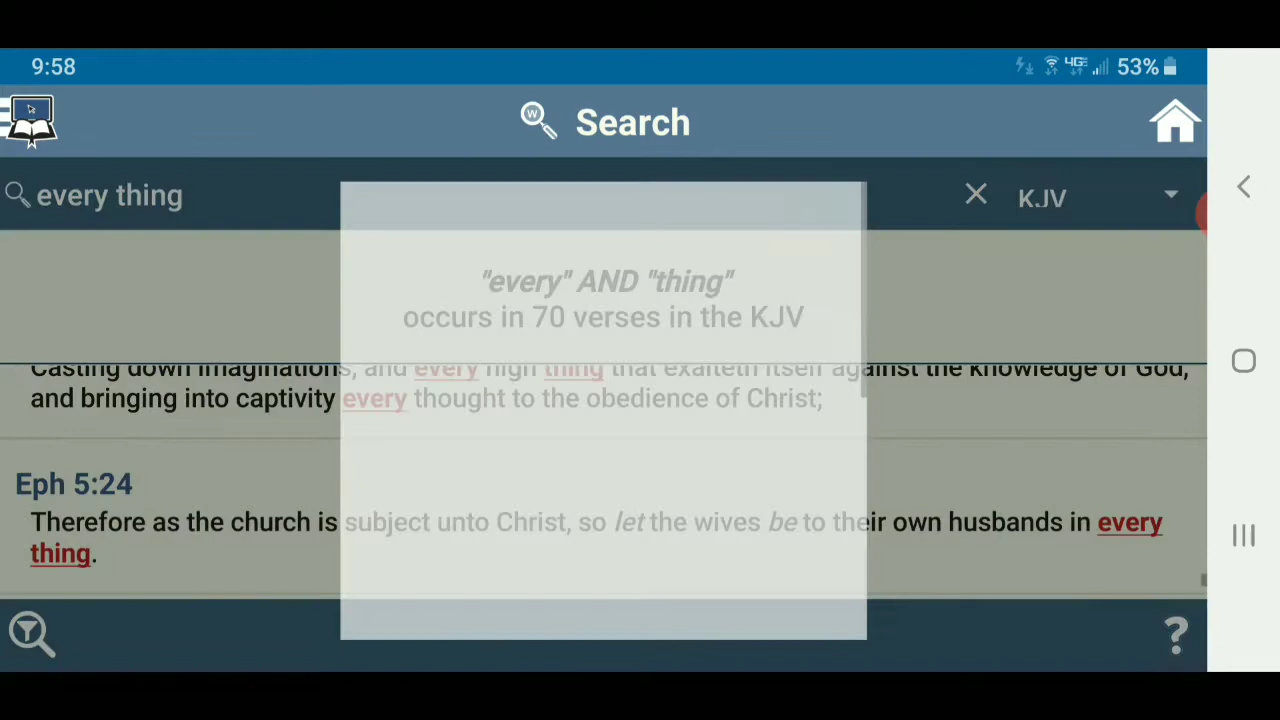 9:58 4G 53%
W Search
every thing KJV
"every" AND "thing"
occurs in 70 verses in the KJV
Casting down imaginations, and every high thing that exalteth itself against the knowledge of God,
and bringing into captivity every thought to the obedience of Christ;
Eph 5:24
Therefore as the church is subject unto Christ, so let the wives be to their own husbands in every
thing.
?